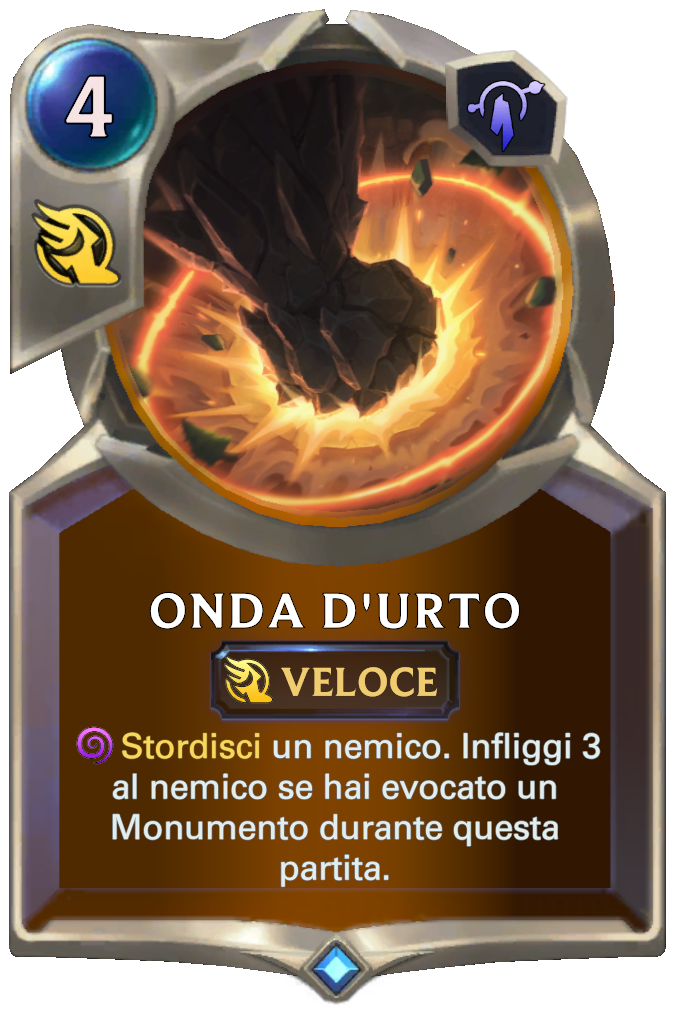 4
ONDA D'URTO
VELOCE
Stordisci un nemico. Infliggi 3
al nemico se hai evocato un
Monumento durante questa
partita.